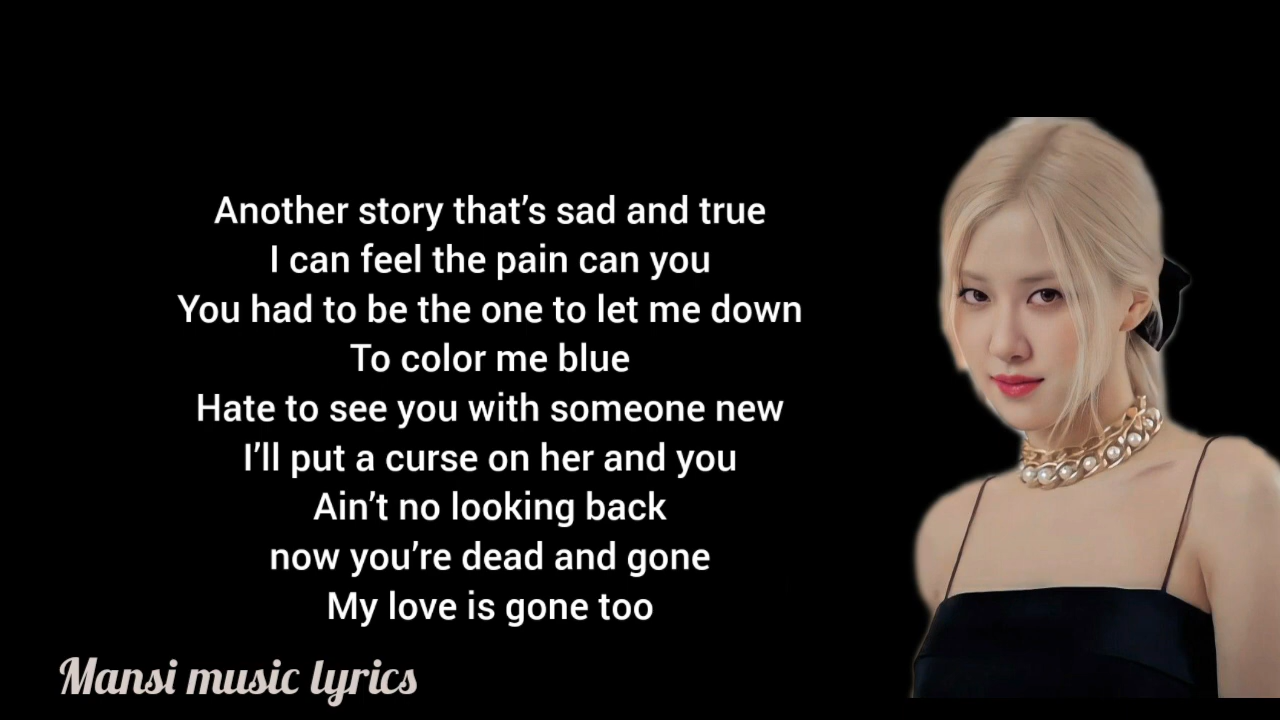 Another story that's sad and true
I can feel the pain can you
You had to be the one to let me down
To color me blue
Hate to see you with someone new
I'll put a curse on her and you
Ain't no looking back
now you're dead and gone
My love is gone too
Mansi music lyrics